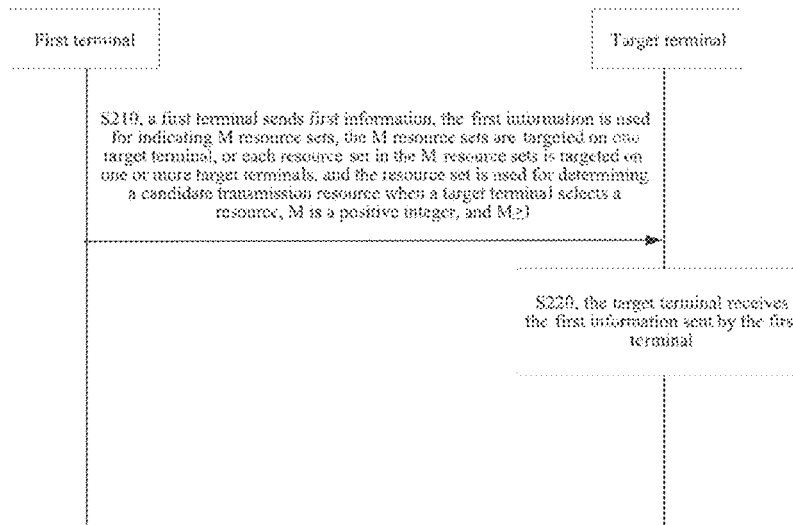 First terminal
Target terminal
S210, a first terminal sends first information, the first information is used
for indicating M resource sets, the M resource sets are targeted on one
target terminal, or each resource set in the M resource sets is targeted on
one or more target terminals, and the resource set is used for determining
a candidate transmission resource when a target terminal selects a
resource, M is a positive integer, and M≥1
S220, the target terminal receives
the first information sent by the firs
terminal